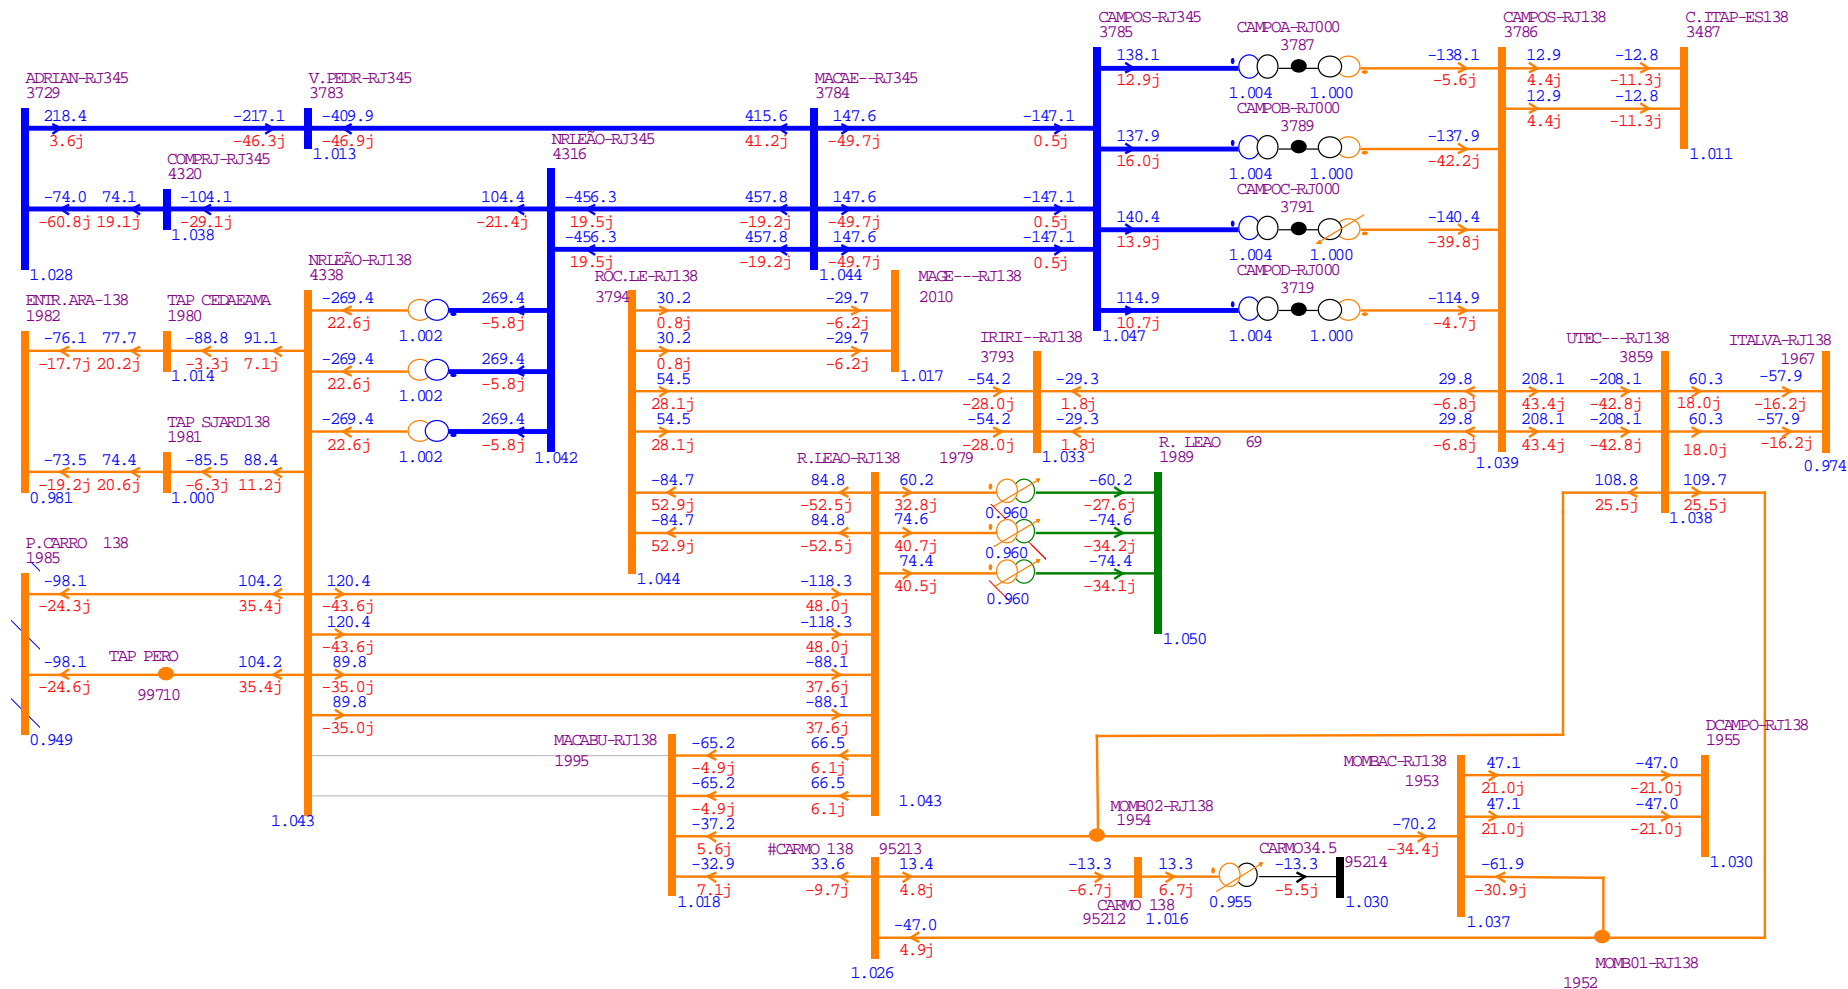 CAMPOS-RJ345
3785
CAMPOA-RJ000
3787
CAMPOS-RJ138
3786
C.ITAP-ES138
3487
138.1
12.9j
1.004
1.000
-138.1
-5.6j
12.9
4.4j
-12.8
-11.3j
12.9
4.4j
-12.8
-11.3j
1.011
ADRIAN-RJ345
3729
V.PEDR-RJ345
3783
MACAE--RJ345
3784
218.4
3.6j
-217.1
-46.3j
-409.9
-46.9j
1.013
415.6
41.2j
147.6
-49.7j
-147.1
0.5j
CAMPOB-RJ000
3789
137.9
16.0j
1.004
1.000
-137.9
-42.2j
COMPRJ-RJ345
4320
NRLEÃO-RJ345
4316
-74.0
-60.8j
74.1
19.1j
-104.1
-29.1j
1.038
104.4
-21.4j
-456.3
19.5j
457.8
-19.2j
147.6
-49.7j
-147.1
0.5j
-456.3
19.5j
457.8
-19.2j
147.6
-49.7j
-147.1
0.5j
1.028
1.044
CAMPOC-RJ000
3791
140.4
13.9j
1.004
1.000
-140.4
-39.8j
CAMPOD-RJ000
3719
114.9
10.7j
1.004
1.000
-114.9
-4.7j
1.047
ENTR.ARA-138
1982
TAP CEDAEAMA
1980
NRLEÃO-RJ138
4338
-269.4
22.6j
1.002
269.4
-5.8j
-269.4
22.6j
1.002
269.4
-5.8j
-269.4
22.6j
1.002
269.4
-5.8j
1.042
-76.1
-17.7j
77.7
20.2j
-88.8
-3.3j
91.1
7.1j
1.014
TAP SJARD138
1981
-73.5
-19.2j
74.4
20.6j
-85.5
-6.3j
88.4
11.2j
0.981
1.000
ROC.LE-RJ138
3794
MAGE---RJ138
2010
30.2
0.8j
-29.7
-6.2j
30.2
0.8j
-29.7
-6.2j
1.017
IRIRI--RJ138
3793
54.5
28.1j
-54.2
-28.0j
-29.3
1.8j
29.8
-6.8j
54.5
28.1j
-54.2
-28.0j
-29.3
1.8j
29.8
-6.8j
1.033
1.039
UTEC---RJ138
3859
ITALVA-RJ138
1967
208.1
43.4j
-208.1
-42.8j
60.3
18.0j
-57.9
-16.2j
208.1
43.4j
-208.1
-42.8j
60.3
18.0j
-57.9
-16.2j
0.974
108.8
25.5j
109.7
25.5j
1.038
R.LEAO-RJ138
1979
R. LEAO 69
1989
-84.7
52.9j
84.8
-52.5j
60.2
32.8j
0.960
-60.2
-27.6j
-84.7
52.9j
84.8
-52.5j
74.6
40.7j
0.960
-74.6
-34.2j
74.4
40.5j
0.960
-74.4
-34.1j
1.044
1.050
P.CARRO 138
1985
-98.1
-24.3j
104.2
35.4j
120.4
-43.6j
-118.3
48.0j
120.4
-43.6j
-118.3
48.0j
TAP PERO
99710
-98.1
-24.6j
104.2
35.4j
89.8
-35.0j
-88.1
37.6j
89.8
-35.0j
-88.1
37.6j
0.949
1.043
MACABU-RJ138
1995
-65.2
-4.9j
66.5
6.1j
-65.2
-4.9j
66.5
6.1j
1.043
-37.2
5.6j
MOMB02-RJ138
1954
-70.2
-34.4j
MOMBAC-RJ138
1953
DCAMPO-RJ138
1955
47.1
21.0j
-47.0
-21.0j
47.1
21.0j
-47.0
-21.0j
1.030
#CARMO 138
95213
-32.9
7.1j
33.6
-9.7j
13.4
4.8j
-13.3
-6.7j
13.3
6.7j
CARMO34.5
95214
0.955
-13.3
-5.5j
1.030
1.018
CARMO 138
95212
1.016
-61.9
-30.9j
1.037
-47.0
4.9j
1.026
MOMB01-RJ138
1952